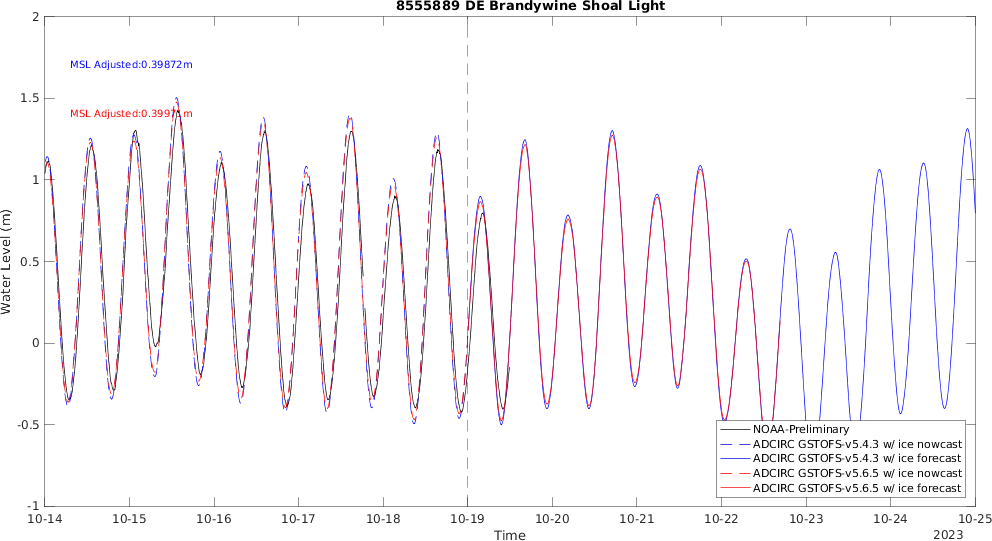 8555889 DE Brandywine Shoal Light
2
1.5
1
0.5
0
-0.5
-1
Water Level (m)
MSL Adjusted:0.39872m
MSL Adjusted:
NOAA-Preliminary
ADCIRC GSTOFS-v5.4.3 w/ ice nowcast
ADCIRC GSTOFS-v5.4.3 w/ ice forecast
ADCIRC GSTOFS-v5.6.5 w/ ice nowcast
ADCIRC GSTOFS-v5.6.5 w/ ice forecast
10-14 10-15 10-16 10-17 10-18 10-19 10-20 10-21 10-22 10-23 10-24 10-25
Time
2023